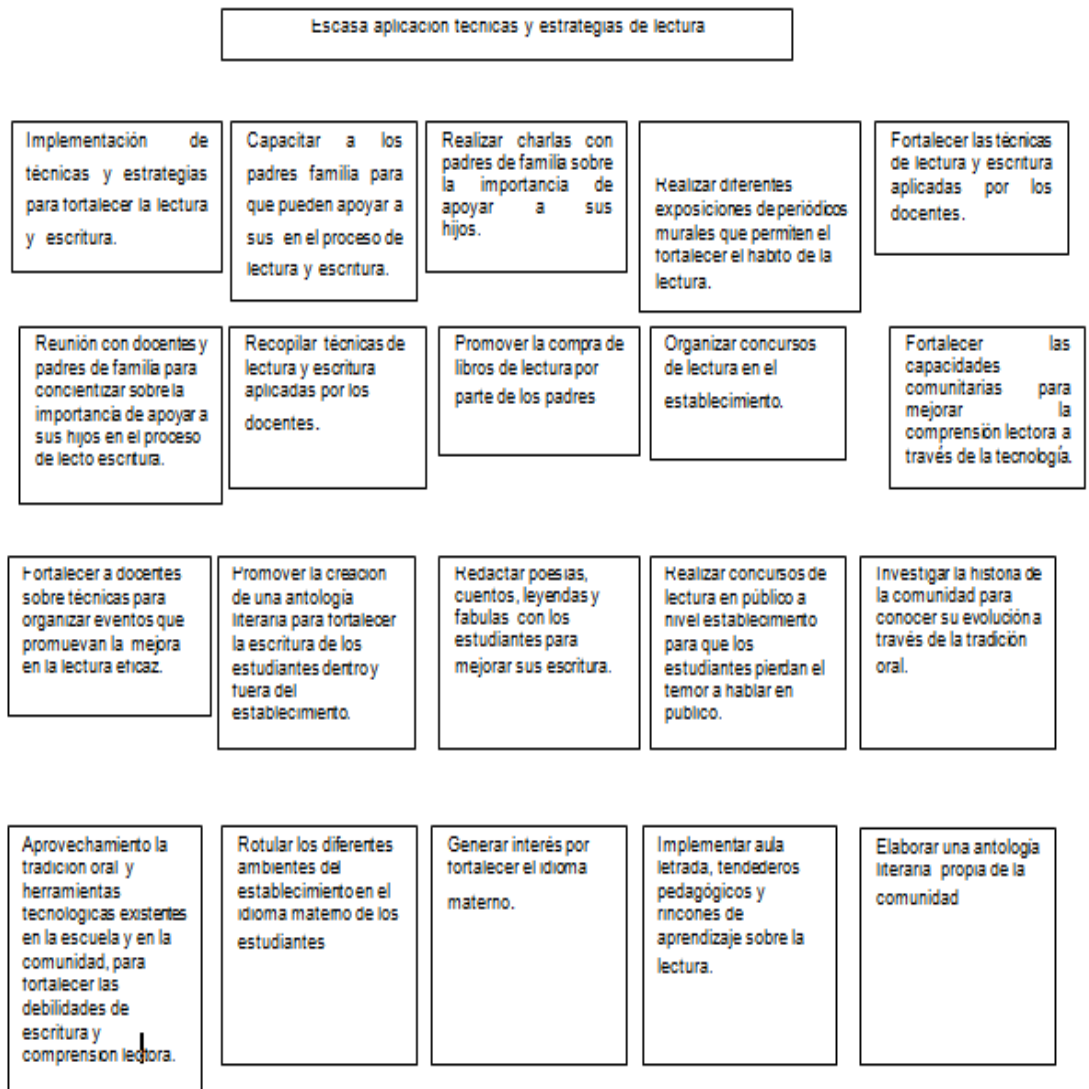 Escasa aplicacion tecnicas y estrategias de lectura
Implementación de
técnicas y estrategias
para fortalecer la lectura
y escritura.
Capacitar a los
padres familia para
que pueden apoyar a
sus en el proceso de
lectura y escritura.
Realizar charlas con
padres de familia sobre
la importancia de
apoyar a sus
hijos.
Realizar diferentes
exposiciones de periódicos
murales que permiten el
fortalecer el habito de la
lectura.
Fortalecer las técnicas
de lectura y escritura
aplicadas por los
docentes.
Reunión con docentes y
padres de familia para
concientizar sobre la
importancia de apoyar a
sus hijos en el proceso
de lecto escritura.
Recopilar técnicas de
lectura y escritura
aplicadas por los
docentes.
Promover la compra de
libros de lectura por
parte de los padres
Organizar concursos
de lectura en el
establecimiento.
Fortalecer las
capacidades
comunitarias para
mejorar la
comprensión lectora a
través de la tecnología.
Fortalecer a docentes
sobre técnicas para
organizar eventos que
promuevan la mejora
en la lectura eficaz.
Promover la creacion
de una antología
literaria para fortalecer
la escritura de los
estudiantes dentro y
fuera del
establecimiento.
Redactar poesías,
cuentos, leyendas y
fabulas con los
estudiantes para
mejorar sus escritura.
Realizar concursos de
lectura en público a
nivel establecimiento
para que los
estudiantes pierdan el
temor a hablar en
publico.
Investigar la historia de
la comunidad para
conocer su evolución a
través de la tradición
oral.
Aprovechamiento la
tradicion oral y
herramientas
tecnologicas existentes
en la escuela y en la
comunidad, para
fortalecer las
debilidades de
escritura y
comprension lectora.
Rotular los diferentes
ambientes del
establecimiento en el
idioma materno de los
estudiantes
Generar interés por
fortalecer el idioma
materno.
Implementar aula
letrada, tendederos
pedagógicos y
rincones de
aprendizaje sobre la
lectura.
Elaborar una antologia
literaria propia de la
comunidad